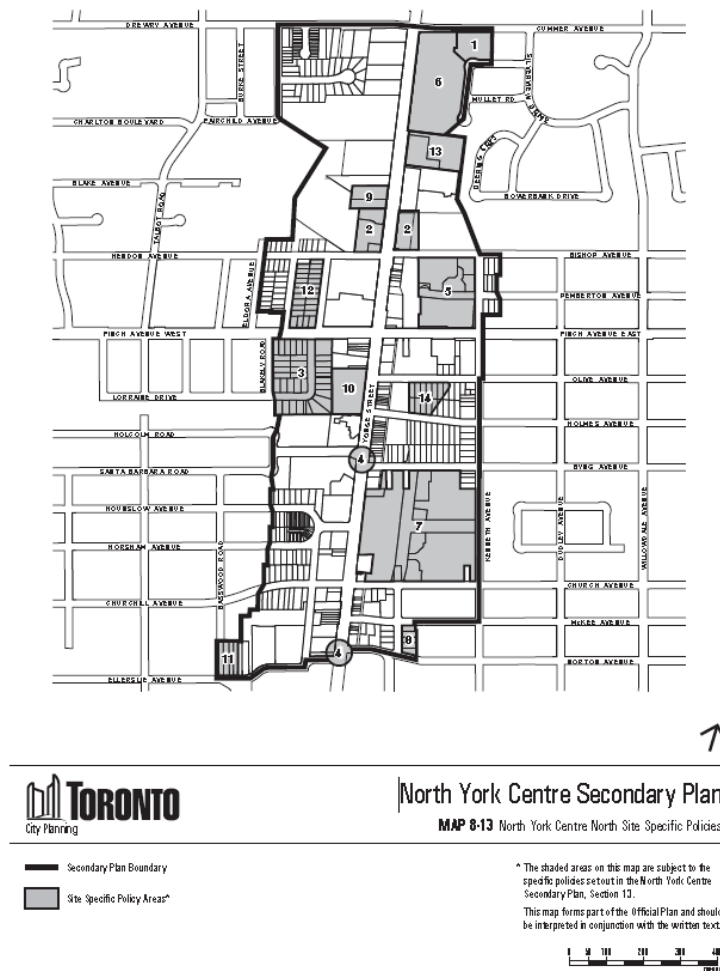 DREWRY AVENUE
CUMMER AVENUE
BURKE STREET
SILVERVIEW DRIVE
1
6
MULLET RD
CHARLTON BOULEVARD
FAIRCHILD AVENUE
13
DEERING CRES
BLAKE AVENUE
TALBOT ROAD
9
BOWERBANK DRIVE
2
2
HENDON AVENUE
BISHOP AVENUE
ELDORA AVENUE
12
5
PEMBERTON AVENUE
FINCH AVENUE WEST
FINCH AVENUE EAST
BLAKELY ROAD
3
10
OLIVE AVENUE
LORRAINE DRIVE
14
YONGE STREET
HOLCOLM ROAD
HOLMES AVENUE
4
SANTA BARBARA ROAD
BYNG AVENUE
HOUNSLOW AVENUE
7
KENNETH AVENUE
DUDLEY AVENUE
WILLOWDALE AVENUE
HORSHAM AVENUE
BASSWOOD ROAD
CHURCH AVENUE
CHURCHILL AVENUE
McKEE AVENUE
8
11
4
NORTON AVENUE
ELLERSLIE AVENUE
TORONTO
City Planning
North York Centre Secondary Plan
MAP 8-13 North York Centre North Site Specific Policies
Secondary Plan Boundary
Site Specific Policy Areas*
* The shaded areas on this map are subject to the
specific policies set out in the North York Centre
Secondary Plan, Section 13.
This map forms part of the Official Plan and should
be interpreted in conjunction with the written text.
0 50 100 200 300 400